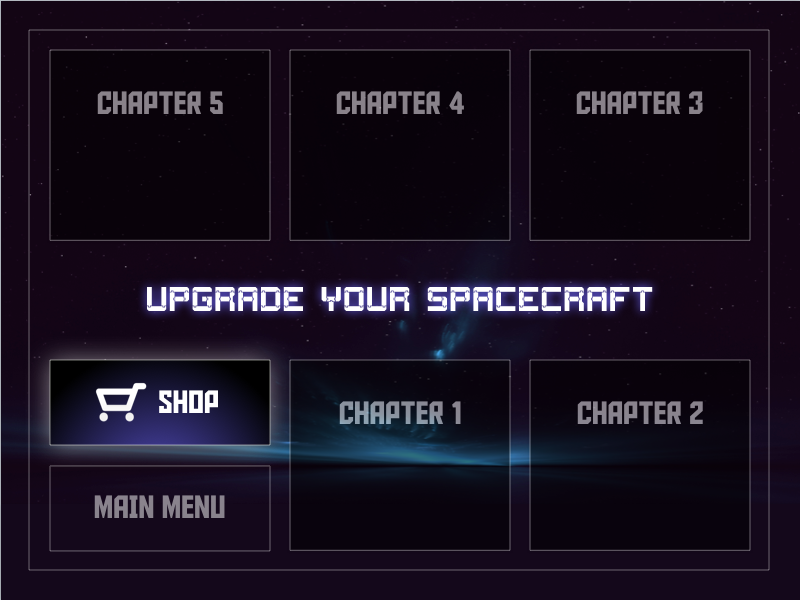 CHAPTER 5
CHAPTER 4
CHAPTER 3
UPGRADE YOUR SPACECRAFT
SHOP
CHAPTER 1
CHAPTER 2
MAIN MENU